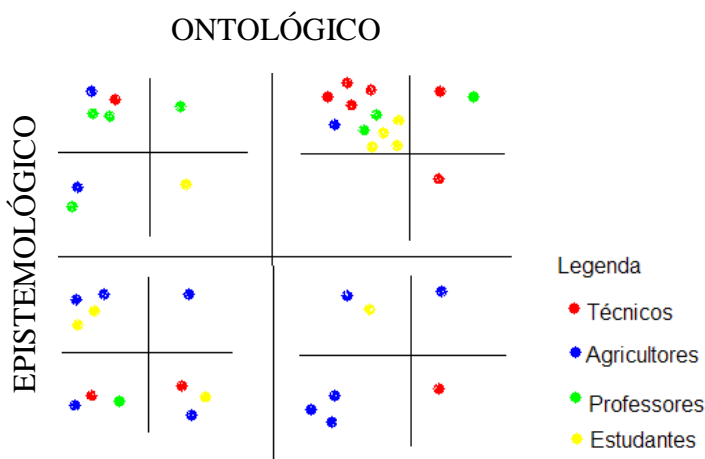 ONTOLÓGICO
EPISTEMOLÓGICO
Legenda
Técnicos
Agricultores
Professores
Estudantes